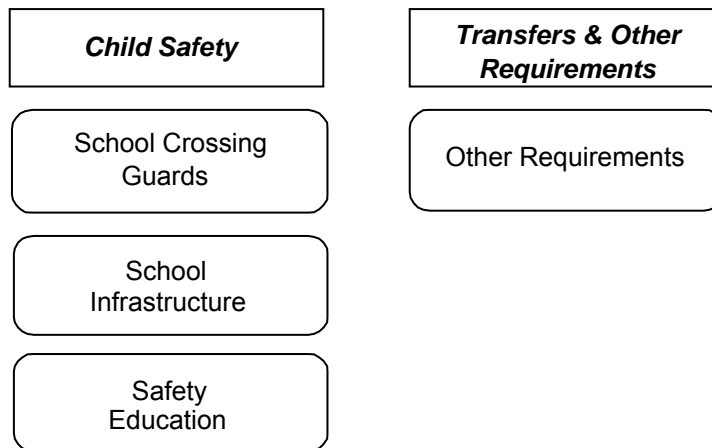 Child Safety
School Crossing
Guards
School
Infrastructure
Safety
Education
Transfers & Other
Requirements
Other Requirements